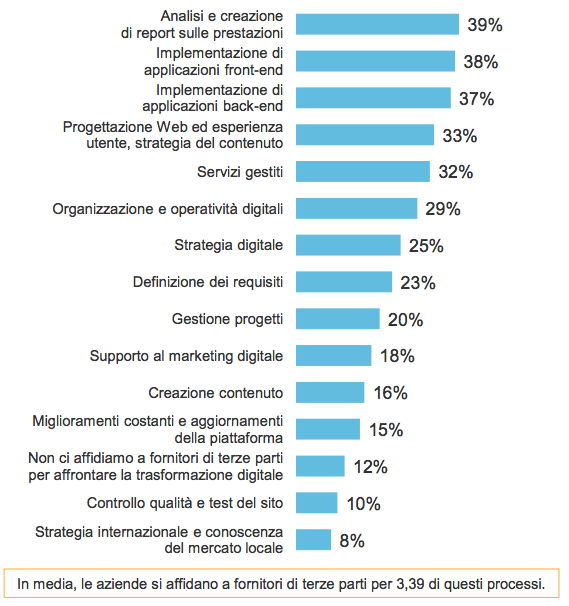 Analisi e creazione
di report sulle prestazioni
39%
Implementazione di
applicazioni front-end
38%
Implementazione di
applicazioni back-end
37%
Progettazione Web ed esperienza
utente, strategia del contenuto
33%
Servizi gestiti
32%
Organizzazione e operatività digitali
29%
Strategia digitale
25%
Definizione dei requisiti
23%
Gestione progetti
20%
Supporto al marketing digitale
18%
Creazione contenuto
16%
Miglioramenti costanti e aggiornamenti
della piattaforma
15%
Non ci affidiamo a fornitori di terze parti
per affrontare la trasformazione digitale
12%
Controllo qualità e test del sito
10%
Strategia internazionale e conoscenza
del mercato locale
8%
In media, le aziende si affidano a fornitori di terze parti per 3,39 di questi processi.